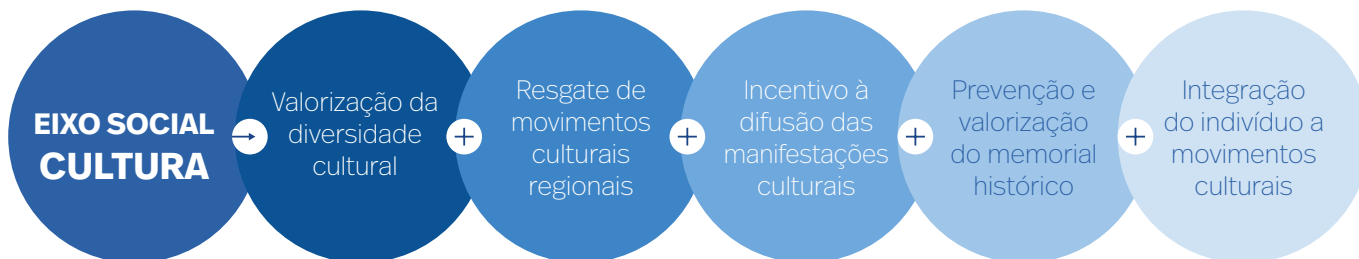 EIXO SOCIAL
CULTURA
Valorização da
diversidade
cultural
Resgate de
movimentos
culturais
regionais
Incentivo à
difusão das
manifestações
culturais
Prevenção e
valorização
do memorial
histórico
Integração
do indivíduo a
movimentos
culturais